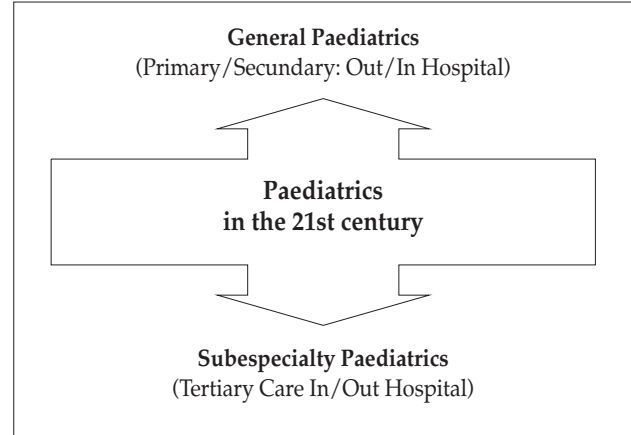 General Paediatrics
(Primary/Secundary: Out/In Hospital)
Paediatrics
in the 21st century
Subespecialty Paediatrics
(Tertiary Care In/Out Hospital)